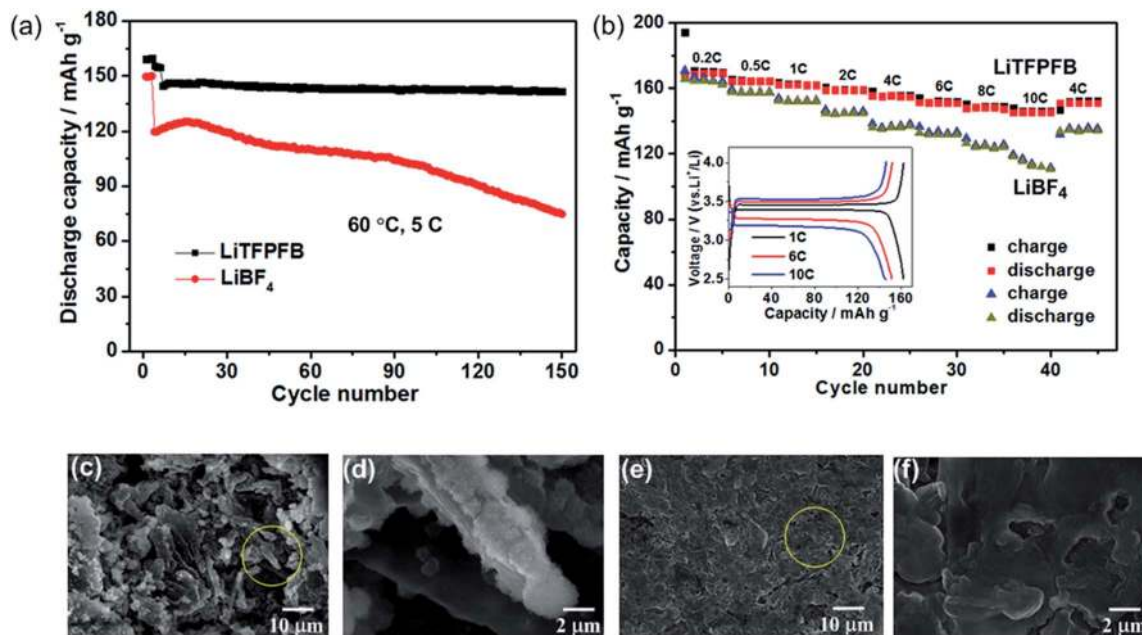 (a)
180
150
120
90
60
30
0
Discharge capacity / mAh g⁻¹
60 °C, 5 C
LiTFPFB
LiBF₄
0 30 60 90 120 150
Cycle number
(b)
200
160
120
80
40
0
Capacity / mAh g⁻¹
0.2C 0.5C 1C 2C 4C 6C 8C 10C 4C
LiTFPFB
LiBF₄
Voltage / V (vs.Li⁺/Li)
4.0
3.5
3.0
2.5
1C
6C
10C
0 40 80 120 160
Capacity / mAh g⁻¹
charge
discharge
charge
discharge
0 10 20 30 40
Cycle number
(c)
10 μm
(d)
2 μm
(e)
10 μm
(f)
2 μm